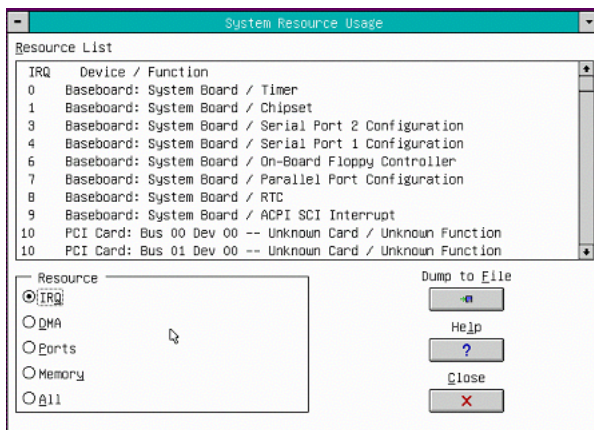 System Resource Usage
Resource List
IRQ Device / Function
0 Baseboard: System Board / Timer
1 Baseboard: System Board / Chipset
3 Baseboard: System Board / Serial Port 2 Configuration
4 Baseboard: System Board / Serial Port 1 Configuration
6 Baseboard: System Board / On-Board Floppy Controller
7 Baseboard: System Board / Parallel Port Configuration
8 Baseboard: System Board / RTC
9 Baseboard: System Board / ACPI SCI Interrupt
10 PCI Card: Bus 00 Dev 00 -- Unknown Card / Unknown Function
10 PCI Card: Bus 01 Dev 00 -- Unknown Card / Unknown Function
Resource
IRQ
DMA
Ports
Memory
All
Dump to File
Help
?
Close
X